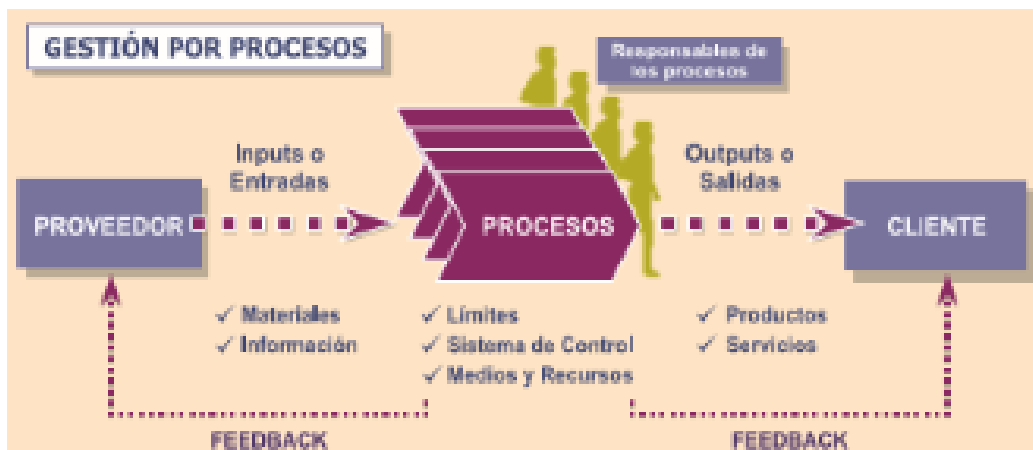 GESTIÓN POR PROCESOS
Responsables de
los procesos
Inputs o
Entradas
Outputs o
Salidas
PROVEEDOR
PROCESOS
CLIENTE
✓ Materiales
✓ Información
✓ Límites
✓ Sistema de Control
✓ Medios y Recursos
✓ Productos
✓ Servicios
FEEDBACK
FEEDBACK